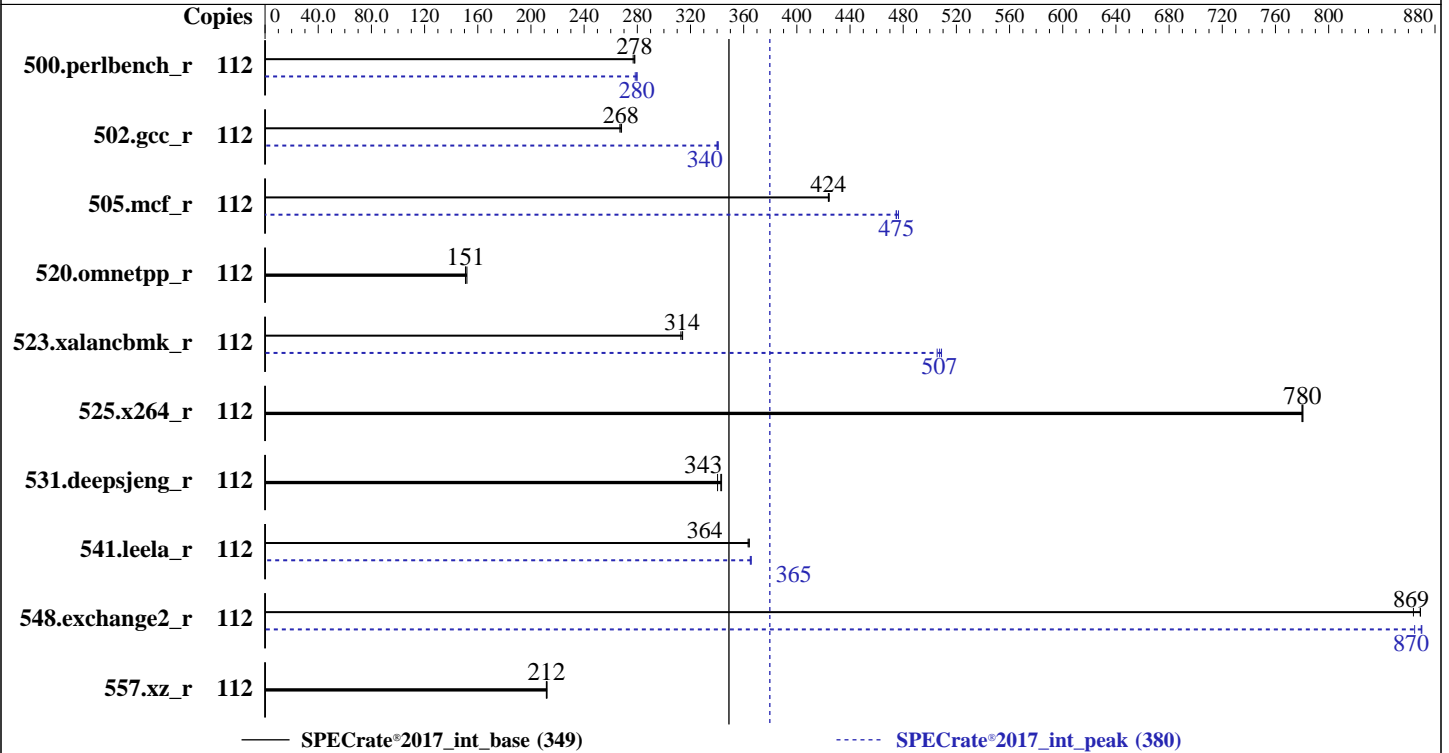 Copies 0 40.0 80.0 120 160 200 240 280 320 360 400 440 480 520 560 600 640 680 720 760 800 880
278
500.perlbench_r 112
280
268
502.gcc_r 112
340
424
505.mcf_r 112
475
151
520.omnetpp_r 112
314
523.xalancbmk_r 112
507
780
525.x264_r 112
343
531.deepsjeng_r 112
364
541.leela_r 112
365
869
548.exchange2_r 112
870
212
557.xz_r 112
SPECrate®2017_int_base (349) SPECrate®2017_int_peak (380)